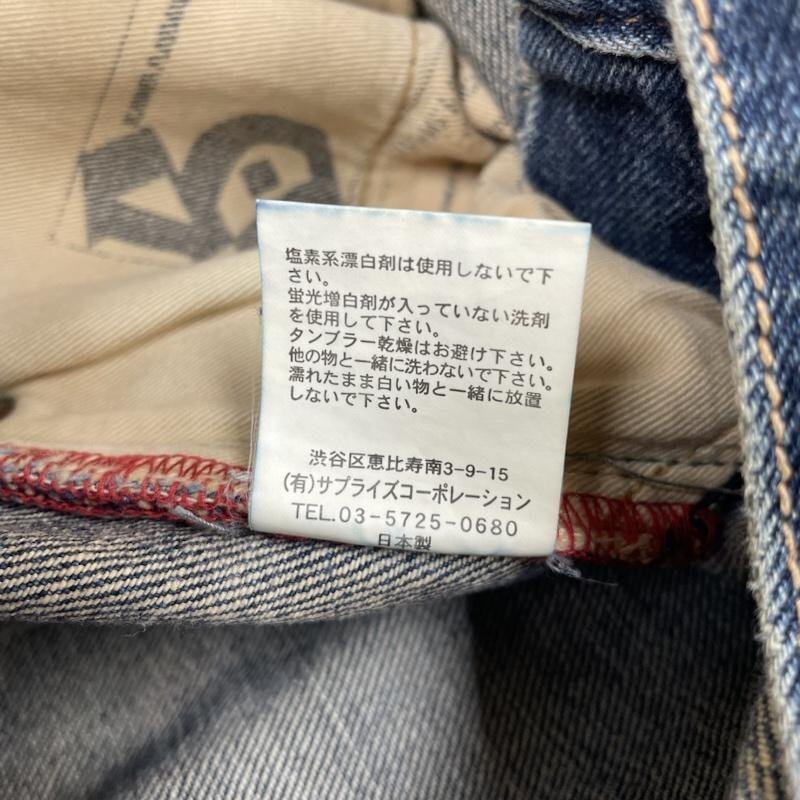 塩素系漂白剤は使用しないで下
さい。
蛍光増白剤が入っていない洗剤
を使用して下さい。
タンブラー乾燥はお避け下さい。
他の物と一緒に洗わないで下さい。
濡れたまま白い物と一緒に放置
しないで下さい。
渋谷区恵比寿南3-9-15
(有)サプライズコーポレーション
TEL.03-5725-0680
日本製